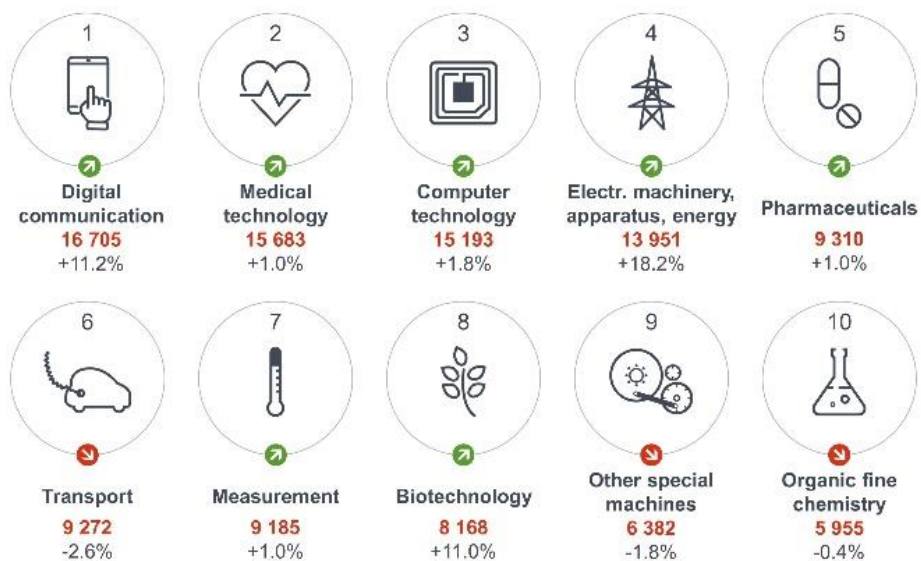 1
2
3
4
5
Digital
communication
16 705
+11.2%
Medical
technology
15 683
+1.0%
Computer
technology
15 193
+1.8%
Electr. machinery,
apparatus, energy
13 951
+18.2%
Pharmaceuticals
9 310
+1.0%
6
7
8
9
10
Transport
9 272
-2.6%
Measurement
9 185
+1.0%
Biotechnology
8 168
+11.0%
Other special
machines
6 382
-1.8%
Organic fine
chemistry
5 955
-0.4%